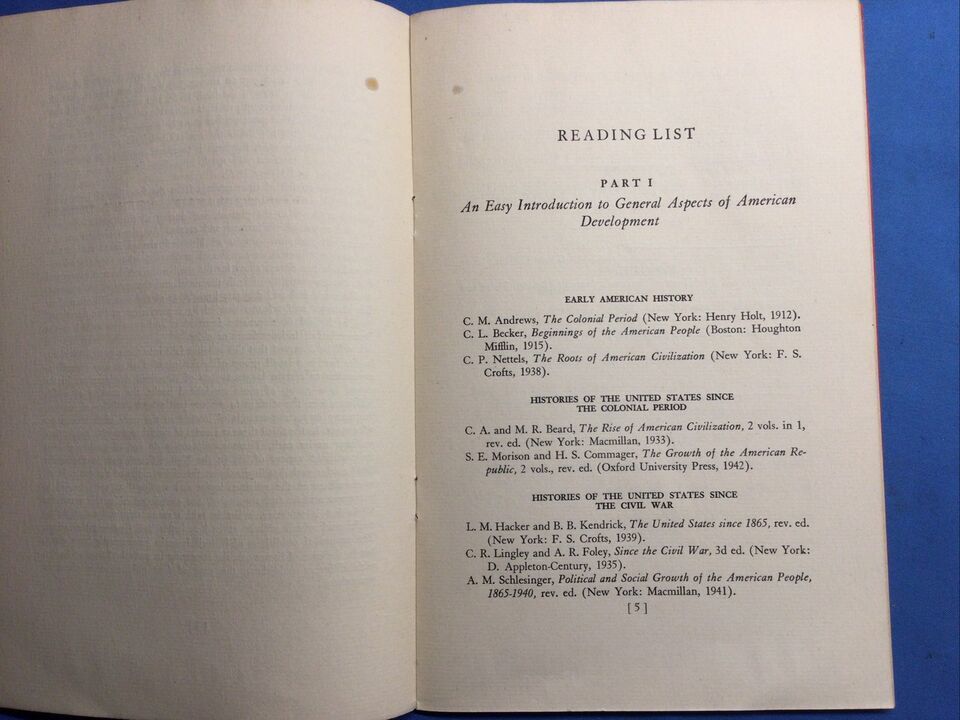 READING LIST
PART I
An Easy Introduction to General Aspects of American
Development
EARLY AMERICAN HISTORY
C. M. Andrews, The Colonial Period (New York: Henry Holt, 1912).
C. L. Becker, Beginnings of the American People (Boston: Houghton
Mifflin, 1915).
C. P. Nettels, The Roots of American Civilization (New York: F. S.
Crofts, 1938).
HISTORIES OF THE UNITED STATES SINCE
THE COLONIAL PERIOD
C. A. and M. R. Beard, The Rise of American Civilization, 2 vols. in 1,
rev. ed. (New York: Macmillan, 1933).
S. E. Morison and H. S. Commager, The Growth of the American Re-
public, 2 vols., rev. ed. (Oxford University Press, 1942).
HISTORIES OF THE UNITED STATES SINCE
THE CIVIL WAR
L. M. Hacker and B. B. Kendrick, The United States since 1865, rev. ed.
(New York: F. S. Crofts, 1939).
C. R. Lingley and A. R. Foley, Since the Civil War, 3d ed. (New York:
D. Appleton-Century, 1935).
A. M. Schlesinger, Political and Social Growth of the American People,
1865-1940, rev. ed. (New York: Macmillan, 1941).
[ 5 ]